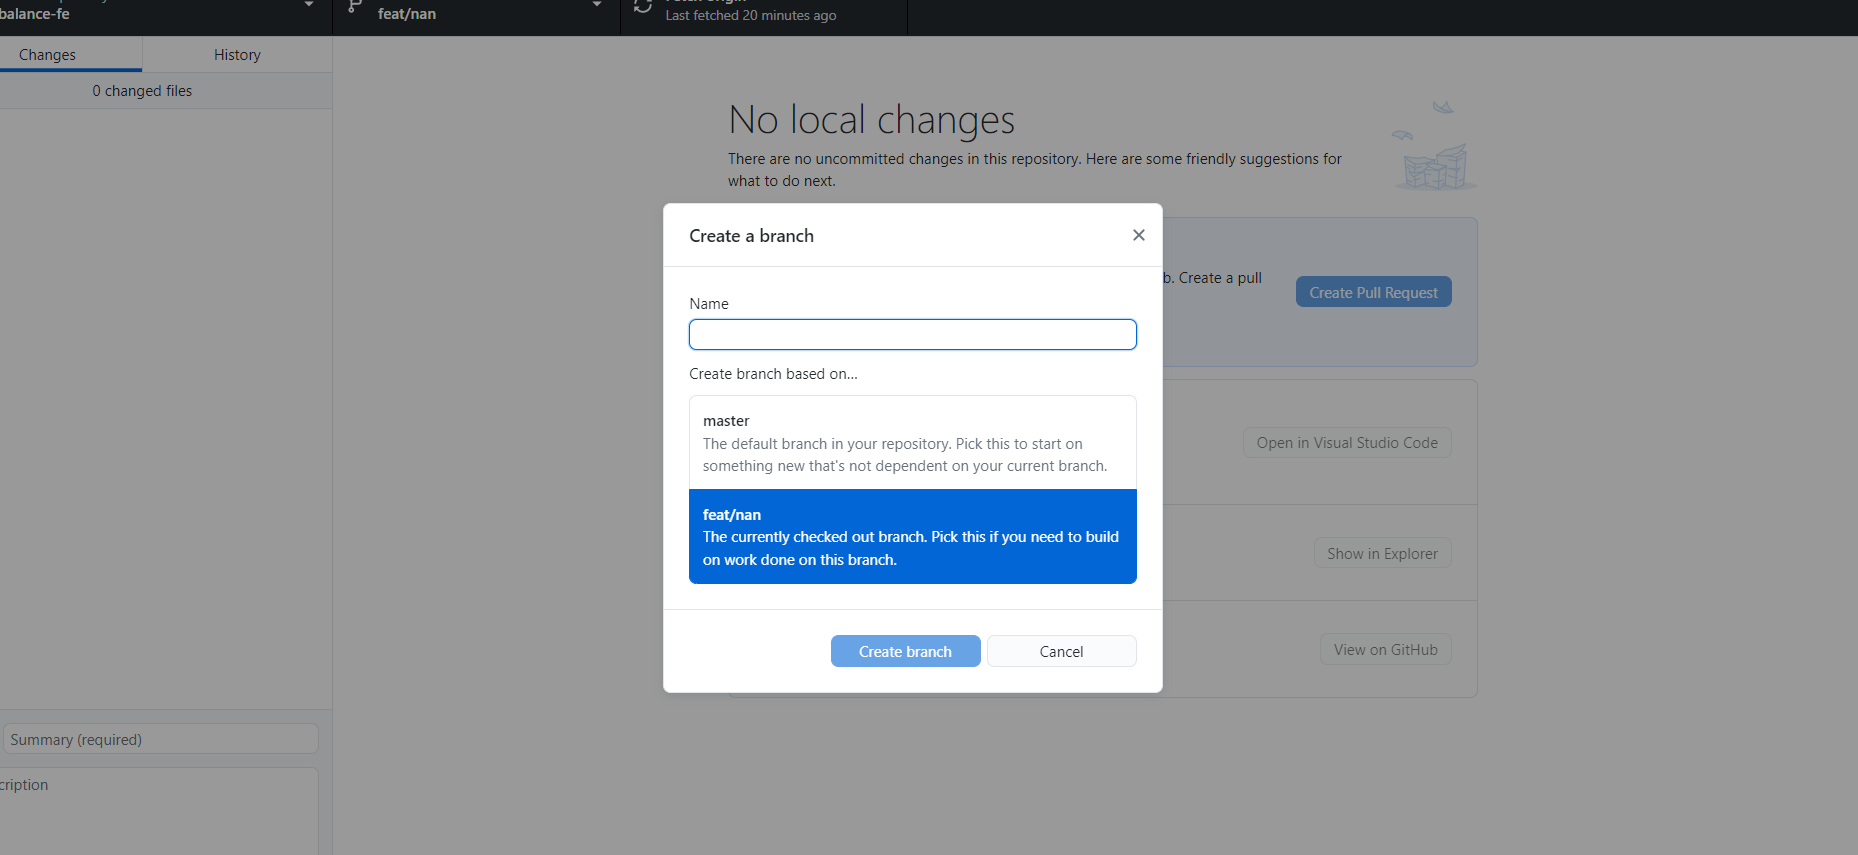 balance-fe
feat/nan
Last fetched 20 minutes ago
Changes
History
0 changed files
No local changes
There are no uncommitted changes in this repository. Here are some friendly suggestions for
what to do next.
b. Create a pull
Create Pull Request
Open in Visual Studio Code
Show in Explorer
View on GitHub
Create a branch
Name
Create branch based on...
master
The default branch in your repository. Pick this to start on
something new that's not dependent on your current branch.
feat/nan
The currently checked out branch. Pick this if you need to build
on work done on this branch.
Create branch
Cancel
Summary (required)
cription